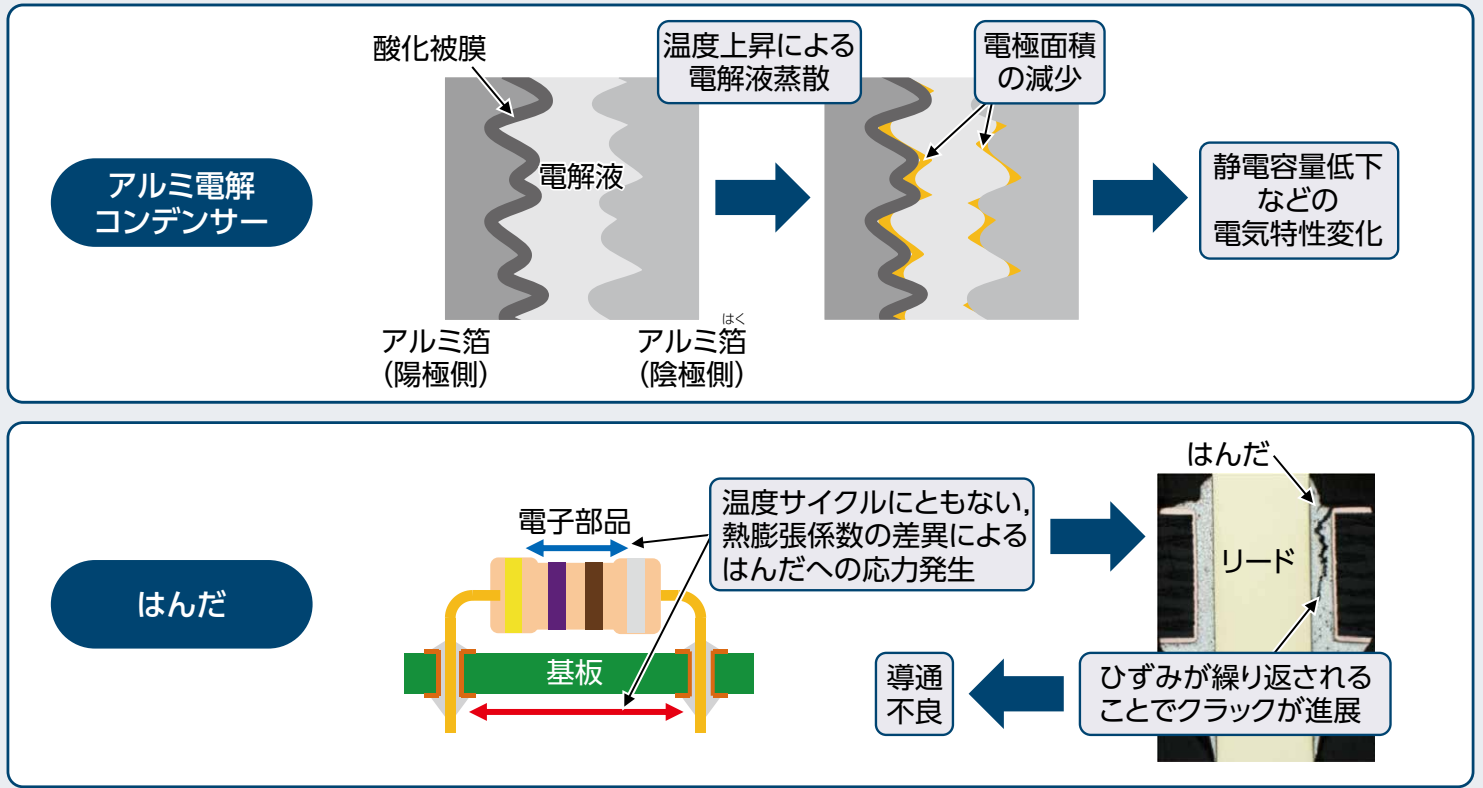 アルミ電解
コンデンサー
酸化被膜
電解液
アルミ箔
(陽極側)
はく
アルミ箔
(陰極側)
温度上昇による
電解液蒸散
電極面積
の減少
静電容量低下
などの
電気特性変化
はんだ
電子部品
基板
温度サイクルにともない,
熱膨張係数の差異による
はんだへの応力発生
はんだ
リード
ひずみが繰り返される
ことでクラックが進展
導通
不良